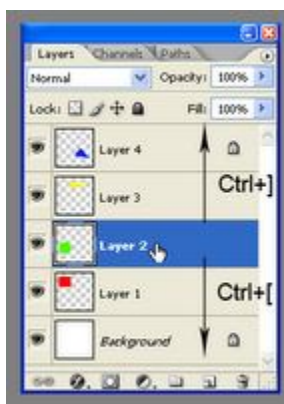 Layers Channels Paths
Normal Opacity: 100%
Lock: Fill: 100%
Layer 4
Ctrl+]
Layer 3
Layer 2
Layer 1
Ctrl+[
Background